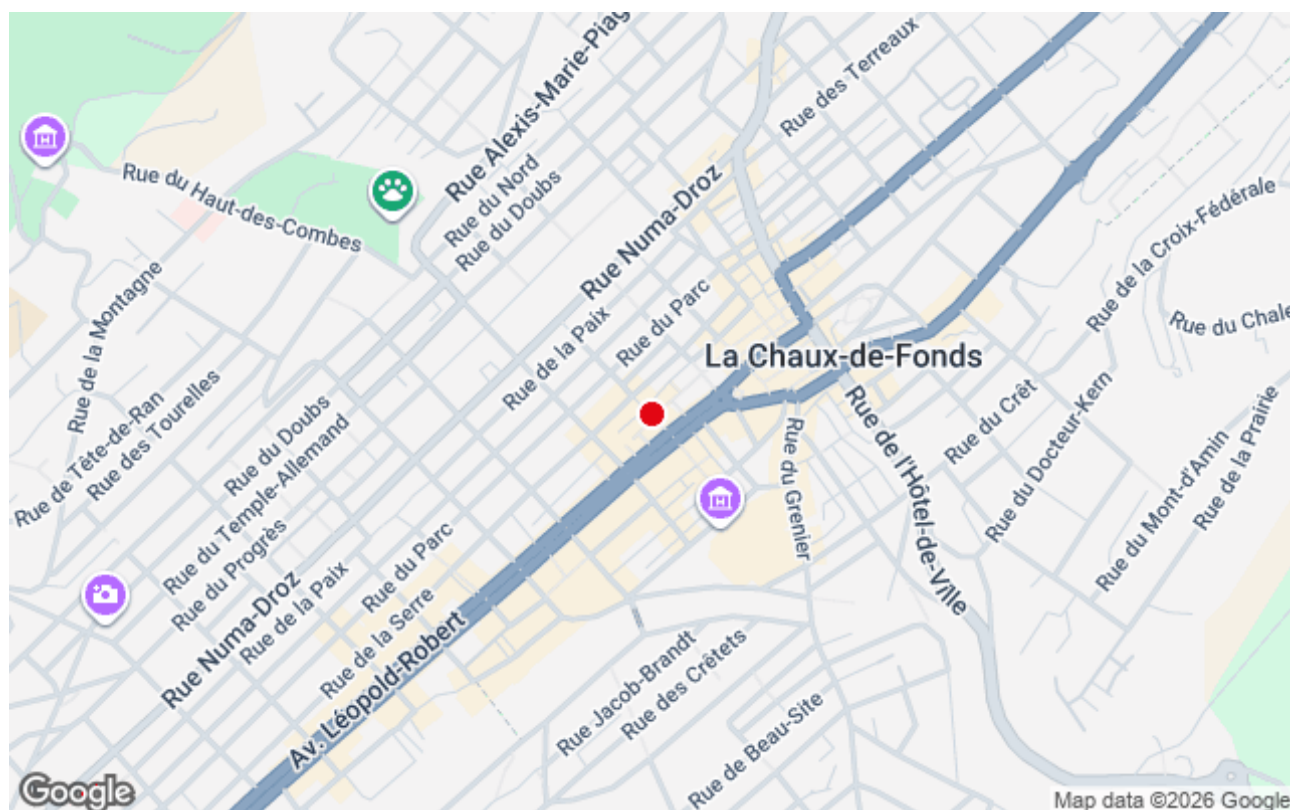 Rue Alexis-Marie-Piag
Rue des Terreaux
Rue du Haut-des-Combes
Rue du Nord
Rue du Doubs
Rue Numa-Droz
Rue de la Croix-Fédérale
Rue de la Montagne
Rue de la Paix
Rue du Parc
Rue du Chale
La Chaux-de-Fonds
Rue de Tête-de-Ran
Rue des Tourelles
Rue du Doubs
Rue du Temple-Allemand
Rue du Progrès
Rue du Grenier
Rue de l'Hôtel-de-Ville
Rue du Crêt
Rue du Docteur-Kern
Rue du Mont-d'Amin
Rue de la Prairie
Rue Numa-Droz
Rue de la Paix
Rue du Parc
Rue de la Serre
Av. Léopold-Robert
Rue Jacob-Brandt
Rue des Crêtets
Rue de Beau-Site
Google
Map data ©2026 Google